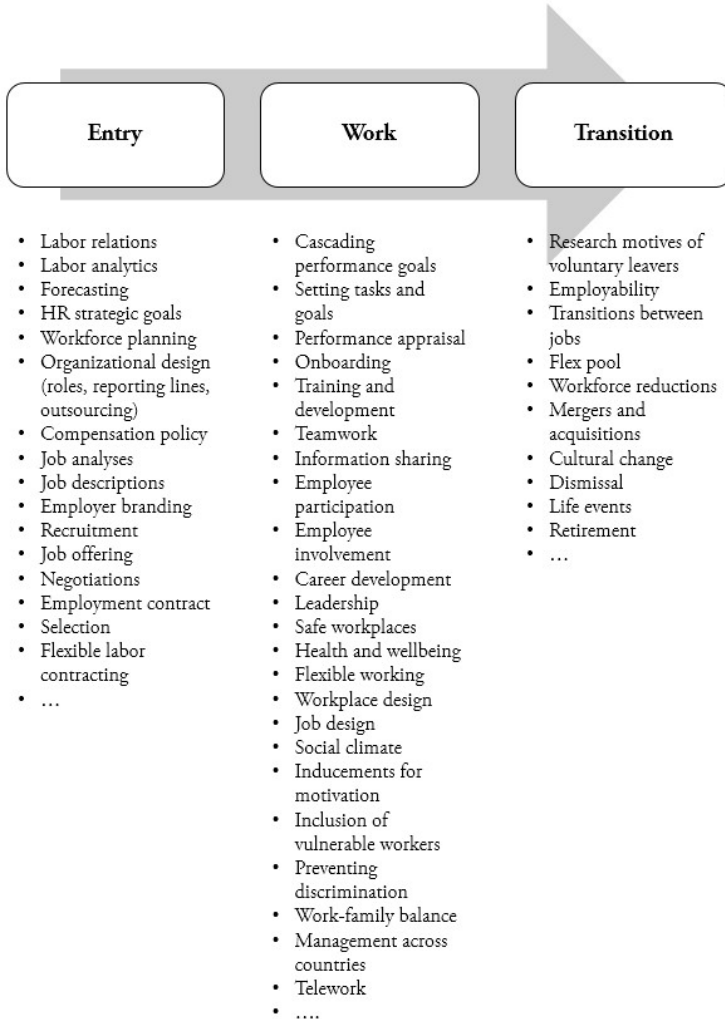 Entry
Work
Transition
• Labor relations
• Labor analytics
• Forecasting
• HR strategic goals
• Workforce planning
• Organizational design
(roles, reporting lines,
outsourcing)
• Compensation policy
• Job analyses
• Job descriptions
• Employer branding
• Recruitment
• Job offering
• Negotiations
• Employment contract
• Selection
• Flexible labor
contracting
• …
• Cascading
performance goals
• Setting tasks and
goals
• Performance appraisal
• Onboarding
• Training and
development
• Teamwork
• Information sharing
• Employee
participation
• Employee
involvement
• Career development
• Leadership
• Safe workplaces
• Health and wellbeing
• Flexible working
• Workplace design
• Job design
• Social climate
• Inducements for
motivation
• Inclusion of
vulnerable workers
• Preventing
discrimination
• Work-family balance
• Management across
countries
• Telework
• ….
• Research motives of
voluntary leavers
• Employability
• Transitions between
jobs
• Flex pool
• Workforce reductions
• Mergers and
acquisitions
• Cultural change
• Dismissal
• Life events
• Retirement
• …